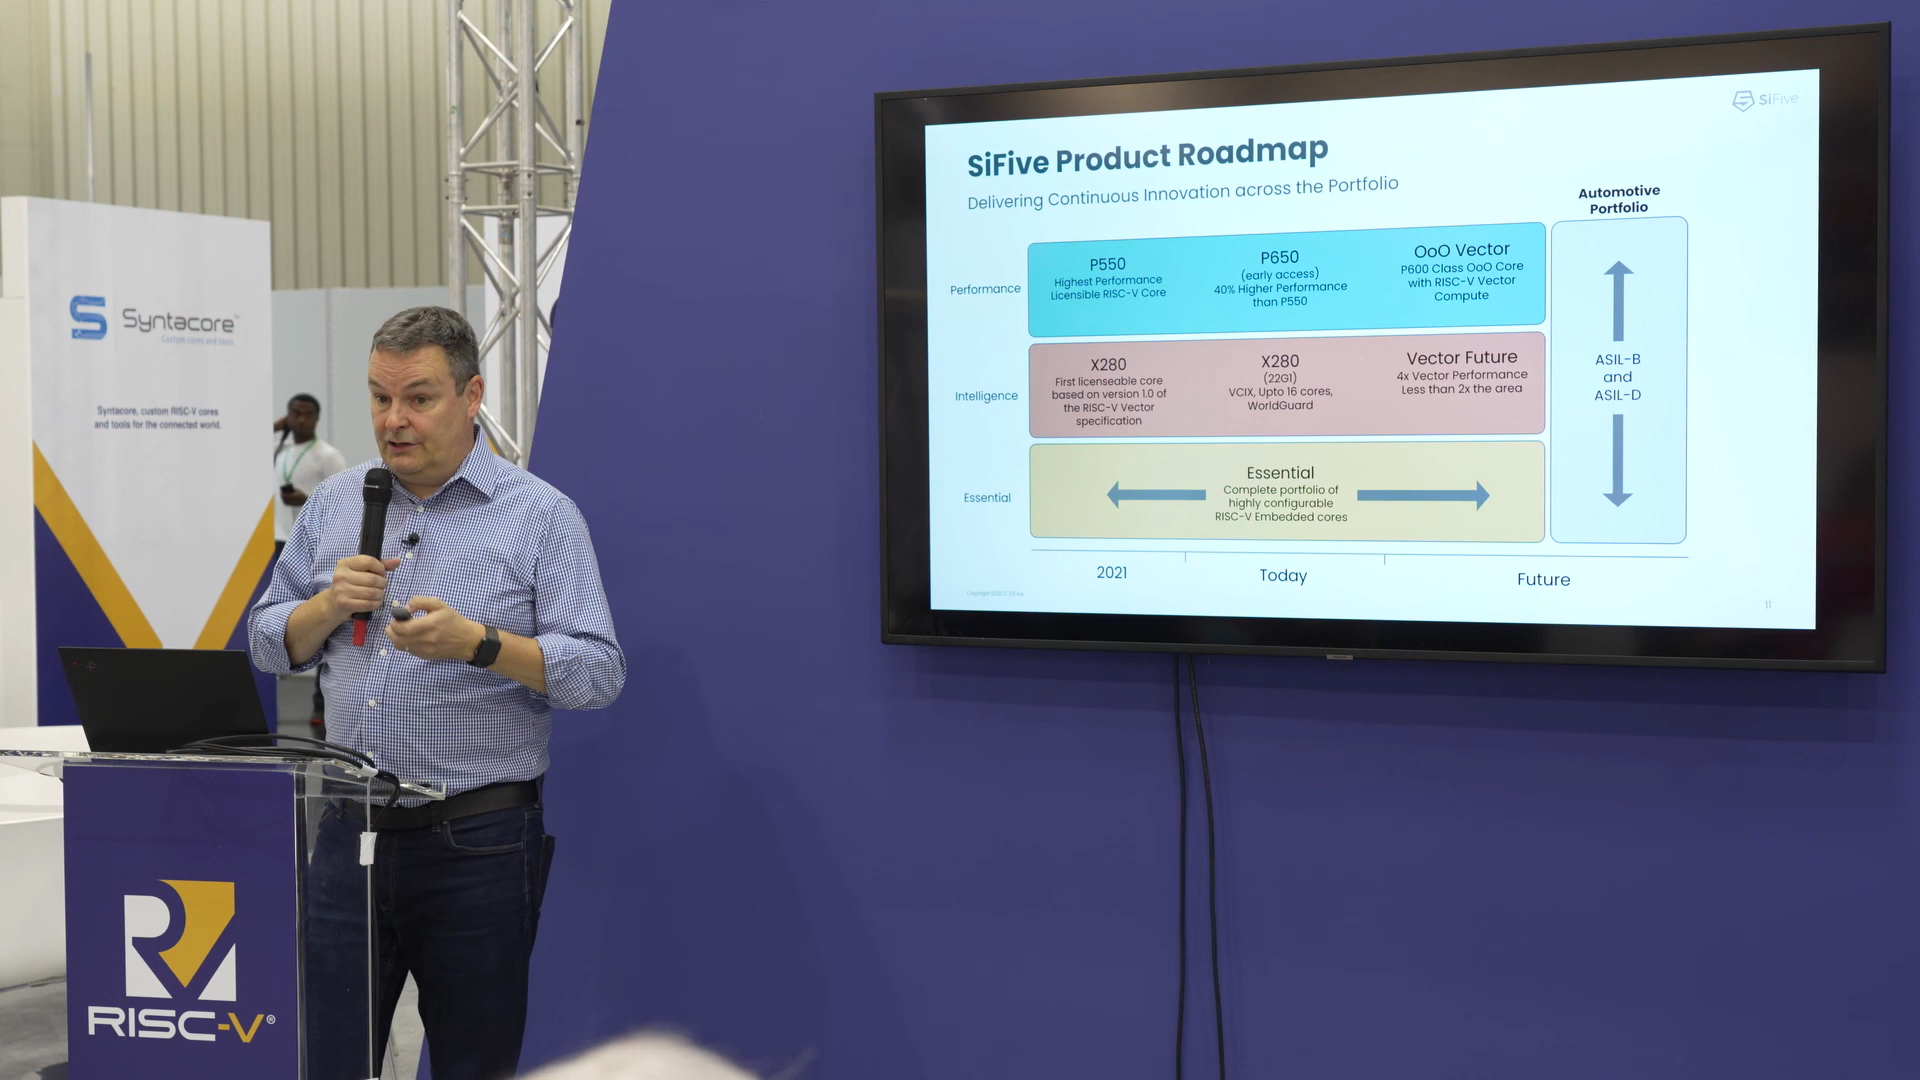 SiFive
SiFive Product Roadmap
Delivering Continuous Innovation across the Portfolio
Automotive
Portfolio
Performance
P550
Highest Performance
Licensible RISC-V Core
P650
(early access)
40% Higher Performance
than P550
OoO Vector
P600 Class OoO Core
with RISC-V Vector
Compute
Intelligence
X280
First licenseable core
based on version 1.0 of
the RISC-V Vector
specification
X280
(22G1)
VCIX, Upto 16 cores,
WorldGuard
Vector Future
4x Vector Performance
Less than 2x the area
Essential
Essential
Complete portfolio of
highly configurable
RISC-V Embedded cores
ASIL-B
and
ASIL-D
2021
Today
Future
11
Syntacore
Custom cores and tools
Syntacore, custom RISC-V cores
and tools for the connected world.
RISC-V®